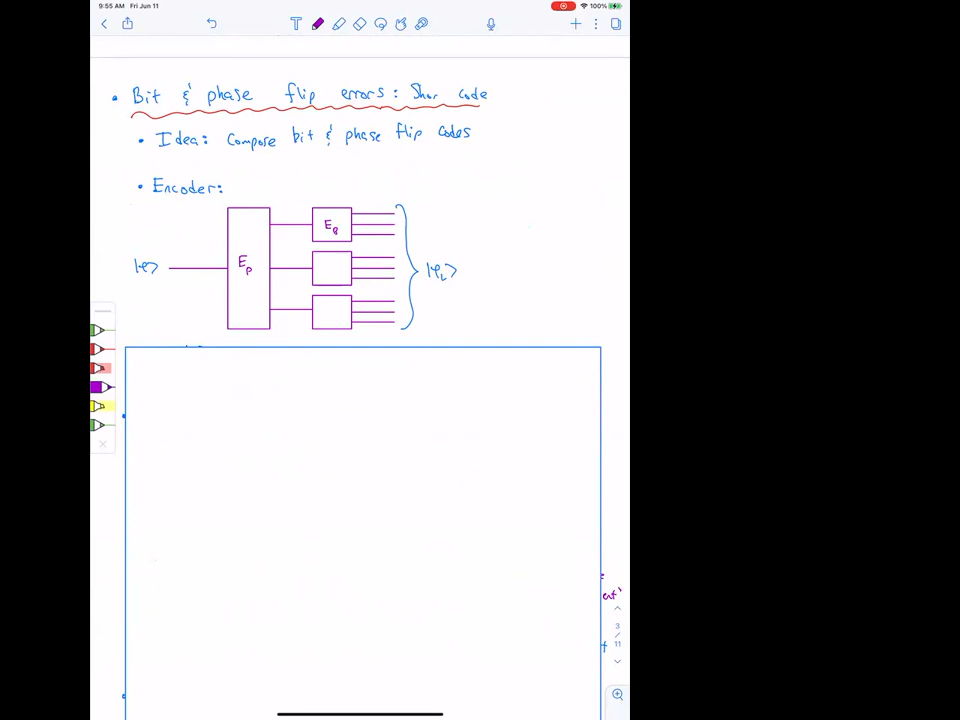 9:55 AM Fri Jun 11
100%
• Bit & phase flip errors: Shor code
• Idea: Compose bit & phase flip codes
• Encoder:
E_B
|φ⟩
E_p
|φ_L⟩
3
/
11